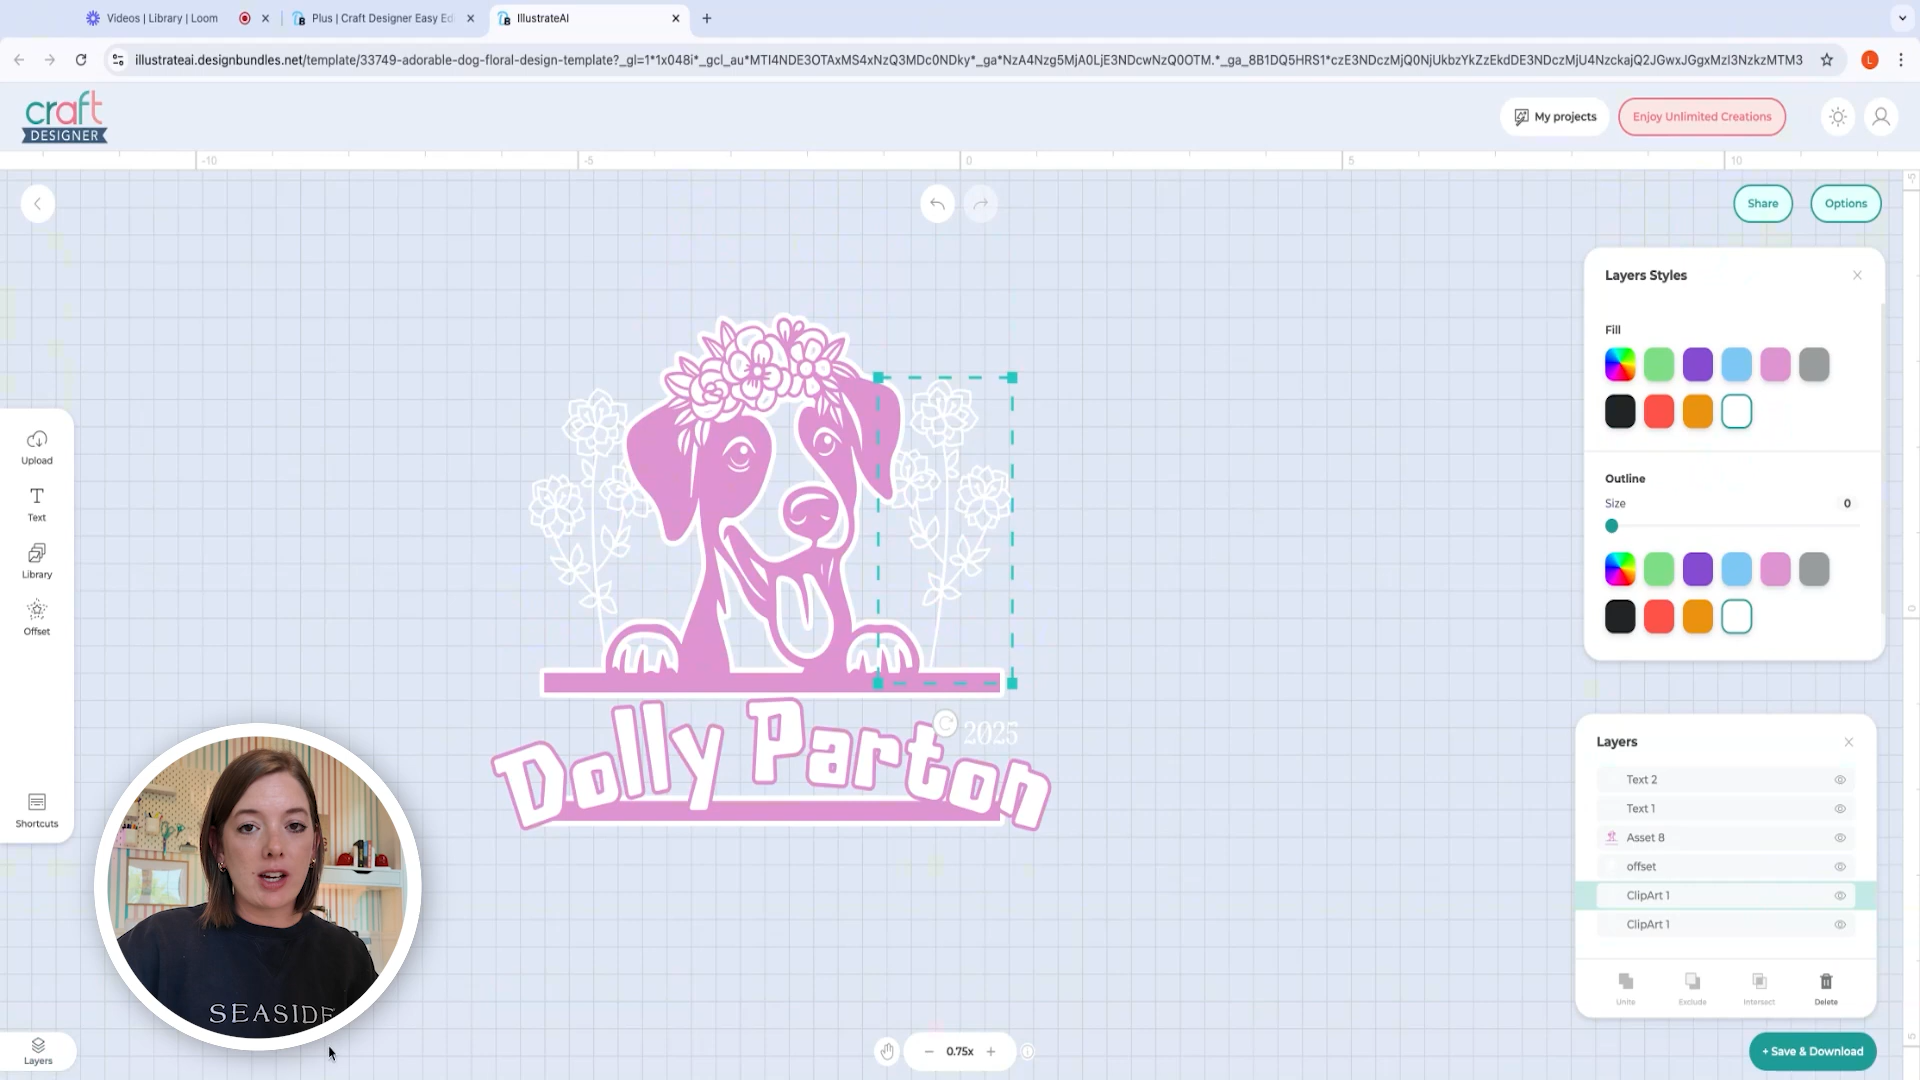 Videos | Library | Loom
Plus | Craft Designer Easy Ed
IllustrateAI
illustrateai.designbundles.net/template/33749-adorable-dog-floral-design-template?_gl=1*1x048i*_gcl_au*MTI4NDE3OTAxMS4xNzQ3MDc0NDky*_ga*NzA4Nzg5MjA0LjE3NDcwNzQ0OTM.*_ga_8B1DQ5HRS1*czE3NDczMjQ0NjUkbzYkZzEkdDE3NDczMjU4NzckajQ2JGwxJGgxMzI3NzkzMTM3
L
craft
DESIGNER
My projects
Enjoy Unlimited Creations
-10
-5
0
5
10
-5
Share
Options
Layers Styles
Fill
Outline
Size
0
Upload
Text
Library
Offset
Shortcuts
Layers
2025
Dolly Parton
SEASIDE
Layers
Text 2
Text 1
Asset 8
offset
ClipArt 1
ClipArt 1
Unite
Exclude
Intersect
Delete
0
5
0.75x
+ Save & Download